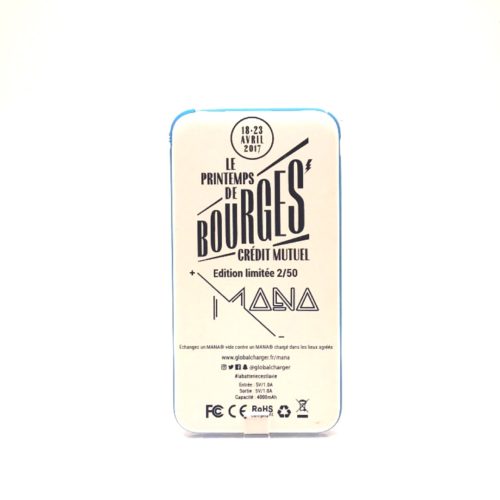 18-23
AVRIL
2017
LE
PRINTEMPS
DE
BOURGES
CRÉDIT MUTUEL
Edition limitée 2/50
+
MANA
-
Echangez un MANA® vide contre un MANA® chargé dans les lieux agréés
www.globalcharger.fr/mana
@globalcharger
#labatteriecestlavie
Entrée : 5V/1.0A
Sortie : 5V/1.0A
Capacité : 4000mAh
FC CE RoHS